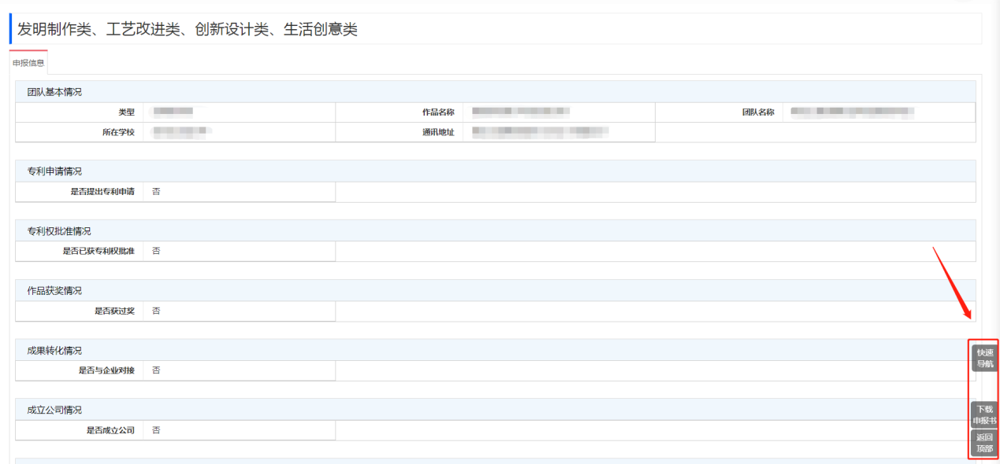 发明制作类、工艺改进类、创新设计类、生活创意类
申报信息
团队基本情况
类型 作品名称 团队名称
所在学校 通讯地址
专利申请情况
是否提出专利申请 否
专利权批准情况
是否已获专利权批准 否
作品获奖情况
是否获过奖 否
成果转化情况
是否与企业对接 否
成立公司情况
是否成立公司 否
快速
导航
下载
申报书
返回
顶部